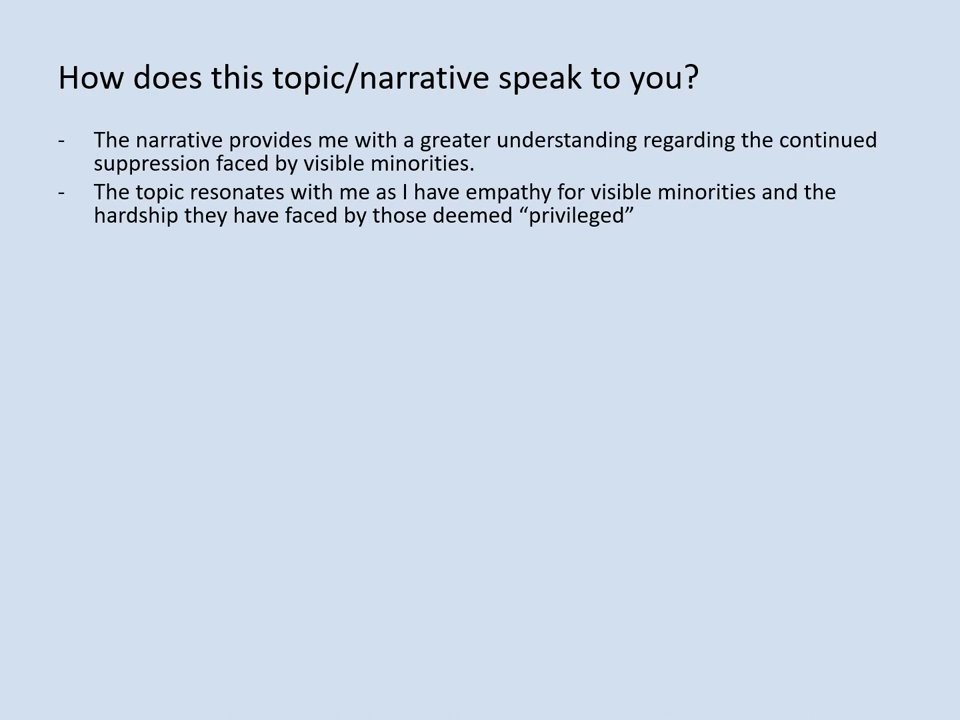 How does this topic/narrative speak to you?
- The narrative provides me with a greater understanding regarding the continued
suppression faced by visible minorities.
- The topic resonates with me as I have empathy for visible minorities and the
hardship they have faced by those deemed “privileged”